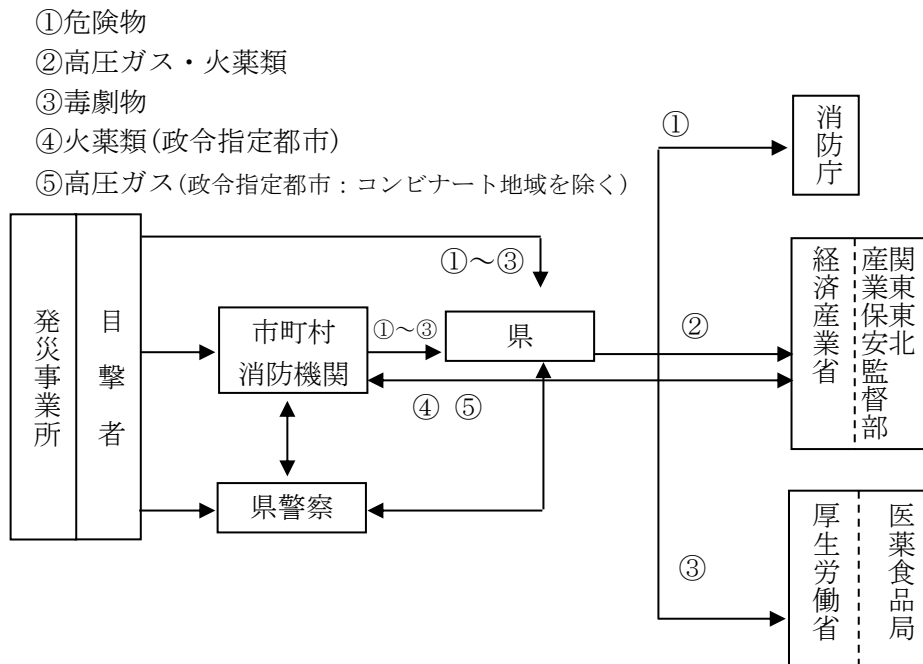 ①危険物
②高圧ガス・火薬類
③毒劇物
④火薬類(政令指定都市)
⑤高圧ガス(政令指定都市：コンビナート地域を除く)
①
消防庁
①～③
発災事業所
目撃者
市町村
消防機関
①～③
県
②
経済産業省
関東東北
産業保安監督部
④ ⑤
県警察
③
厚生労働省
医薬食品局